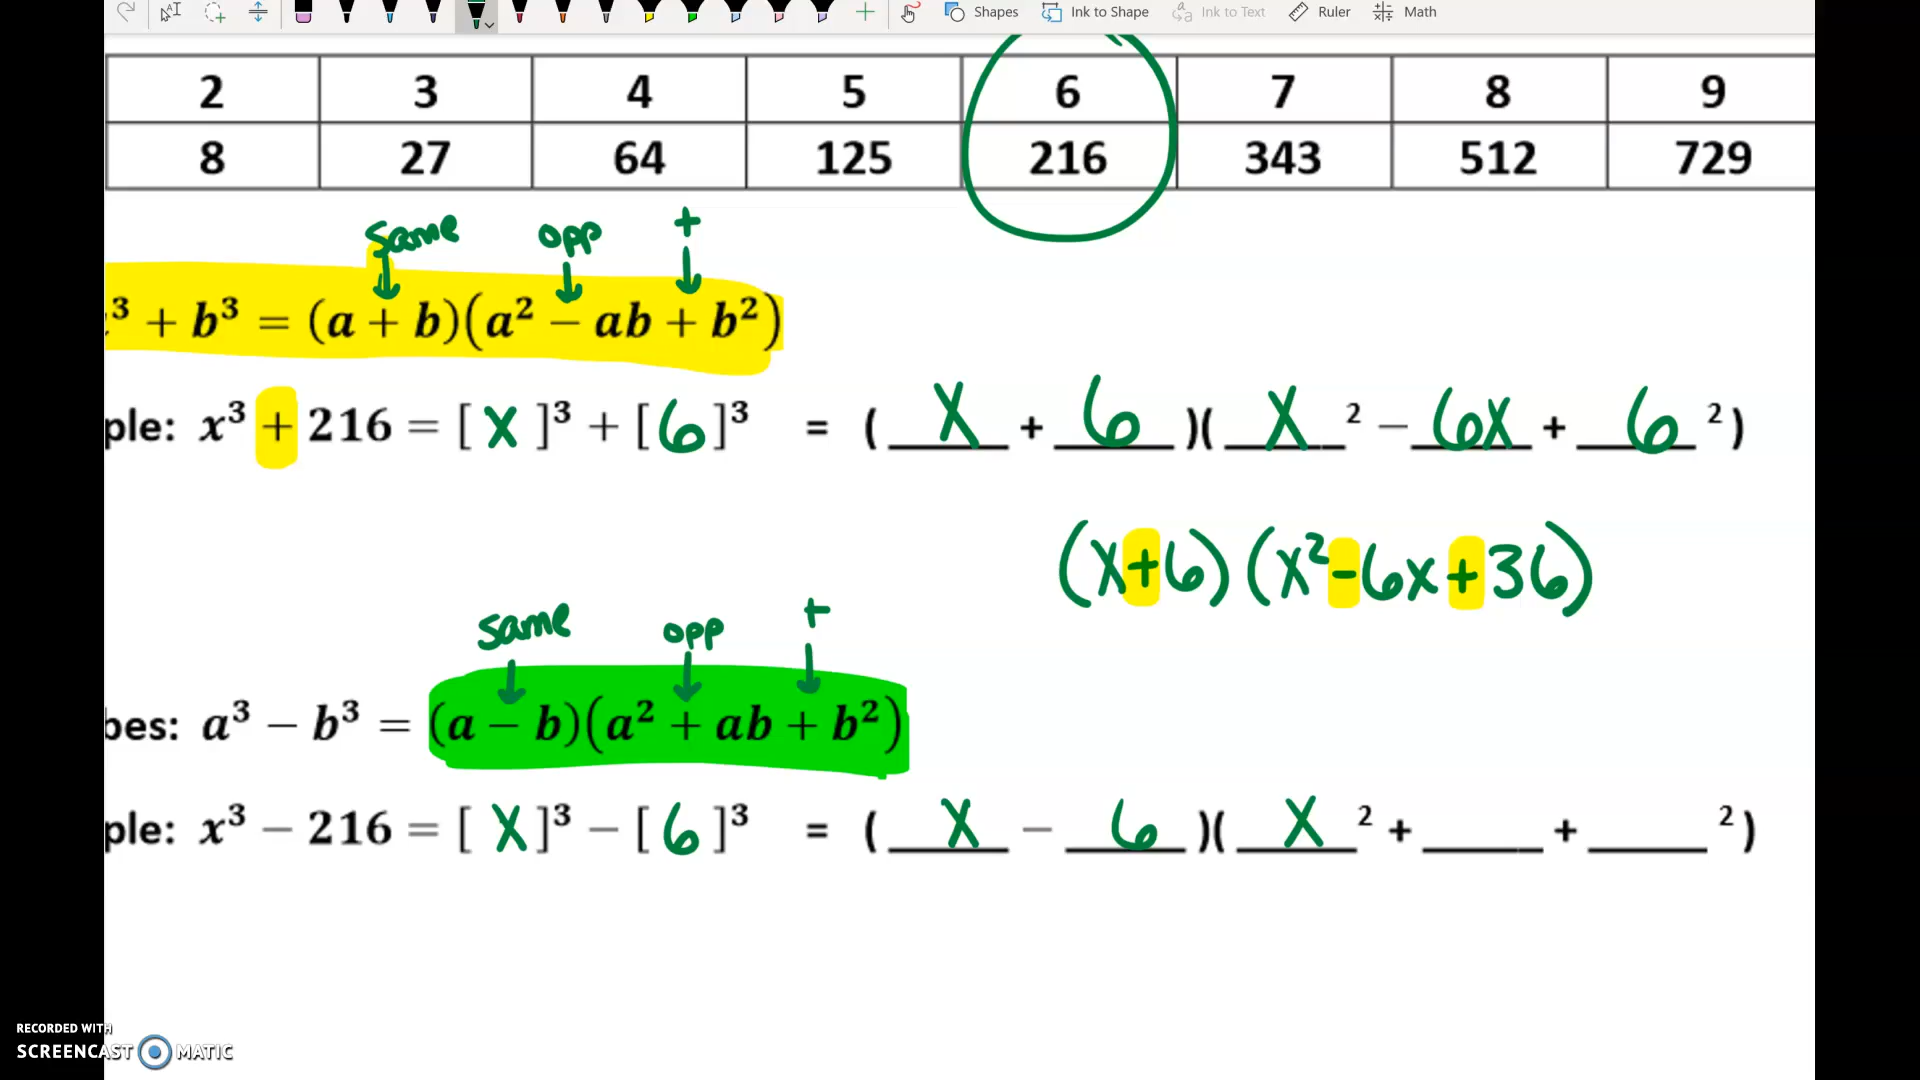 Shapes Ink to Shape Ink to Text Ruler Math
2 3 4 5 6 7 8 9
8 27 64 125 216 343 512 729
same opp +
³ + b³ = (a + b)(a² − ab + b²)
ple: x³ + 216 = [ x ]³ + [ 6 ]³ = ( x + 6 )( x ² − 6x + 6 ²)
(x+6)(x²-6x+36)
same opp +
bes: a³ − b³ = (a − b)(a² + ab + b²)
ple: x³ − 216 = [ x ]³ − [ 6 ]³ = ( x − 6 )( x ² + ____ + ____ ²)
RECORDED WITH
SCREENCAST MATIC